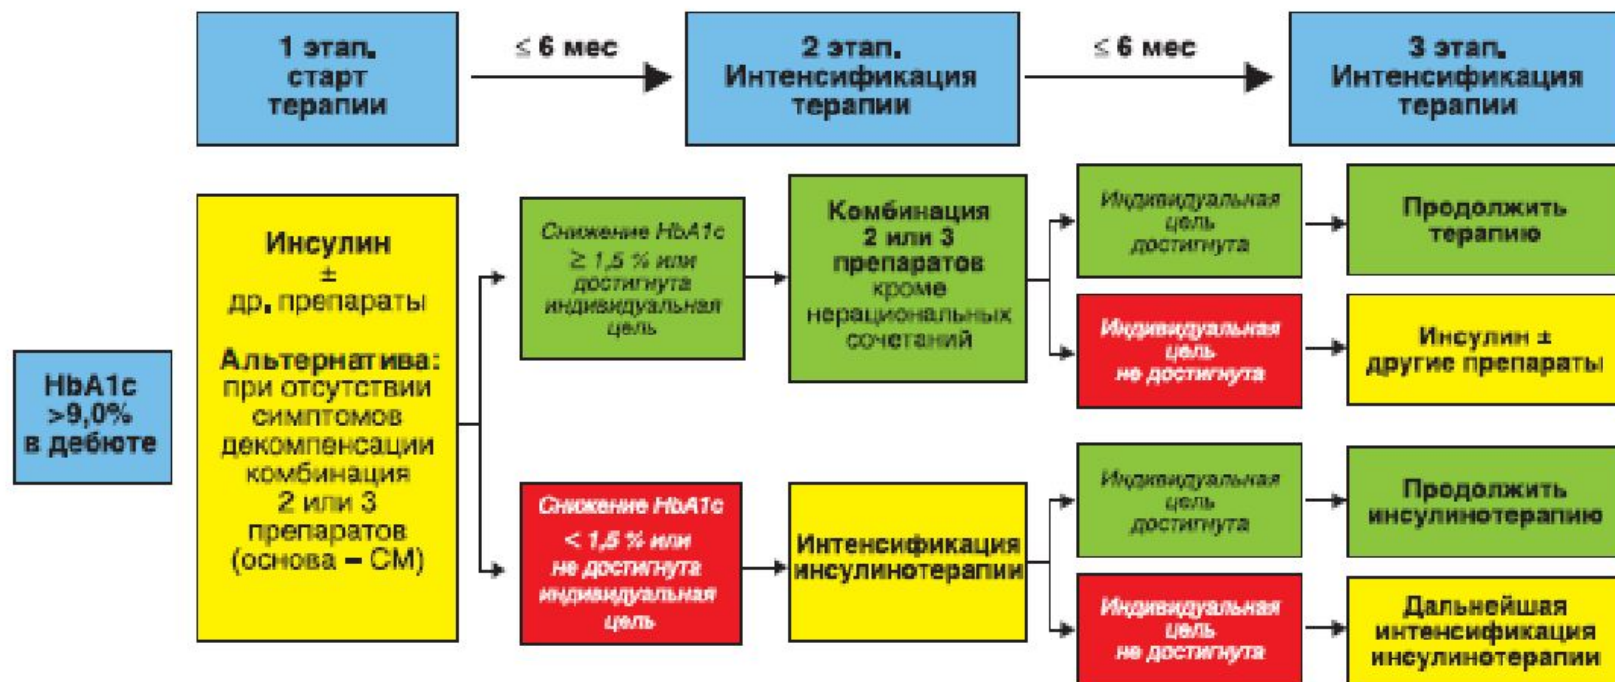 1 этап.
старт
терапии
≤ 6 мес
2 этап.
Интенсификация
терапии
≤ 6 мес
3 этап.
Интенсификация
терапии
HbA1c
>9,0%
в дебюте
Инсулин
±
др. препараты
Альтернатива:
при отсутствии
симптомов
декомпенсации
комбинация
2 или 3
препаратов
(основа – СМ)
Снижение HbA1c
≥ 1,5 % или
достигнута
индивидуальная
цель
Комбинация
2 или 3
препаратов
кроме
нерациональных
сочетаний
Индивидуальная
цель
достигнута
Продолжить
терапию
Индивидуальная
цель
не достигнута
Инсулин ±
другие препараты
Снижение HbA1c
< 1,5 % или
не достигнута
индивидуальная
цель
Интенсификация
инсулинотерапии
Индивидуальная
цель
достигнута
Продолжить
инсулинотерапию
Индивидуальная
цель
не достигнута
Дальнейшая
интенсификация
инсулинотерапии